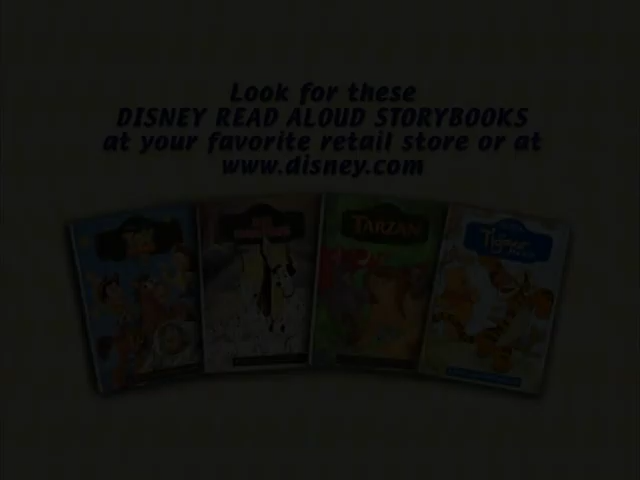 Look for these
DISNEY READ ALOUD STORYBOOKS
at your favorite retail store or at
www.disney.com
TARZAN